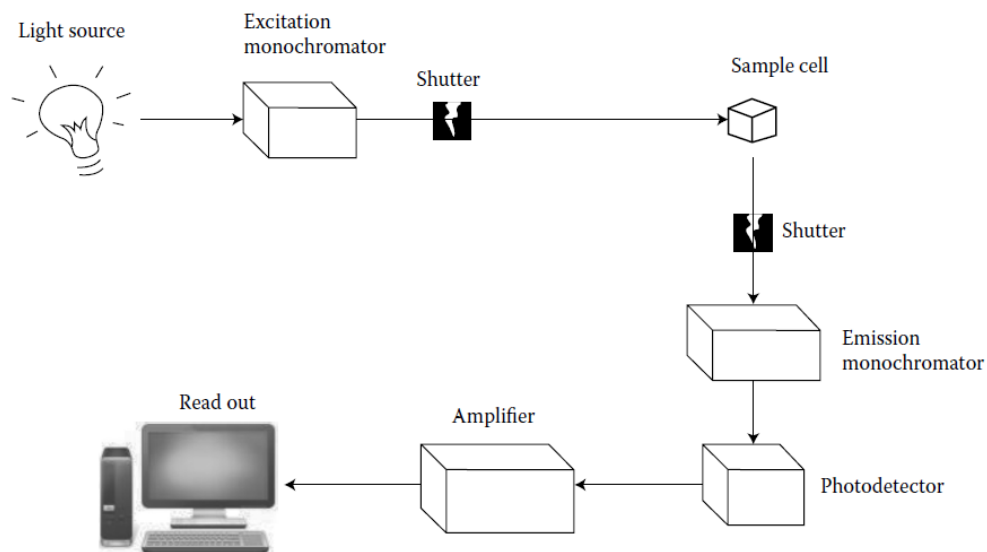 Light source
Excitation
monochromator
Shutter
Sample cell
Shutter
Emission
monochromator
Read out
Amplifier
Photodetector